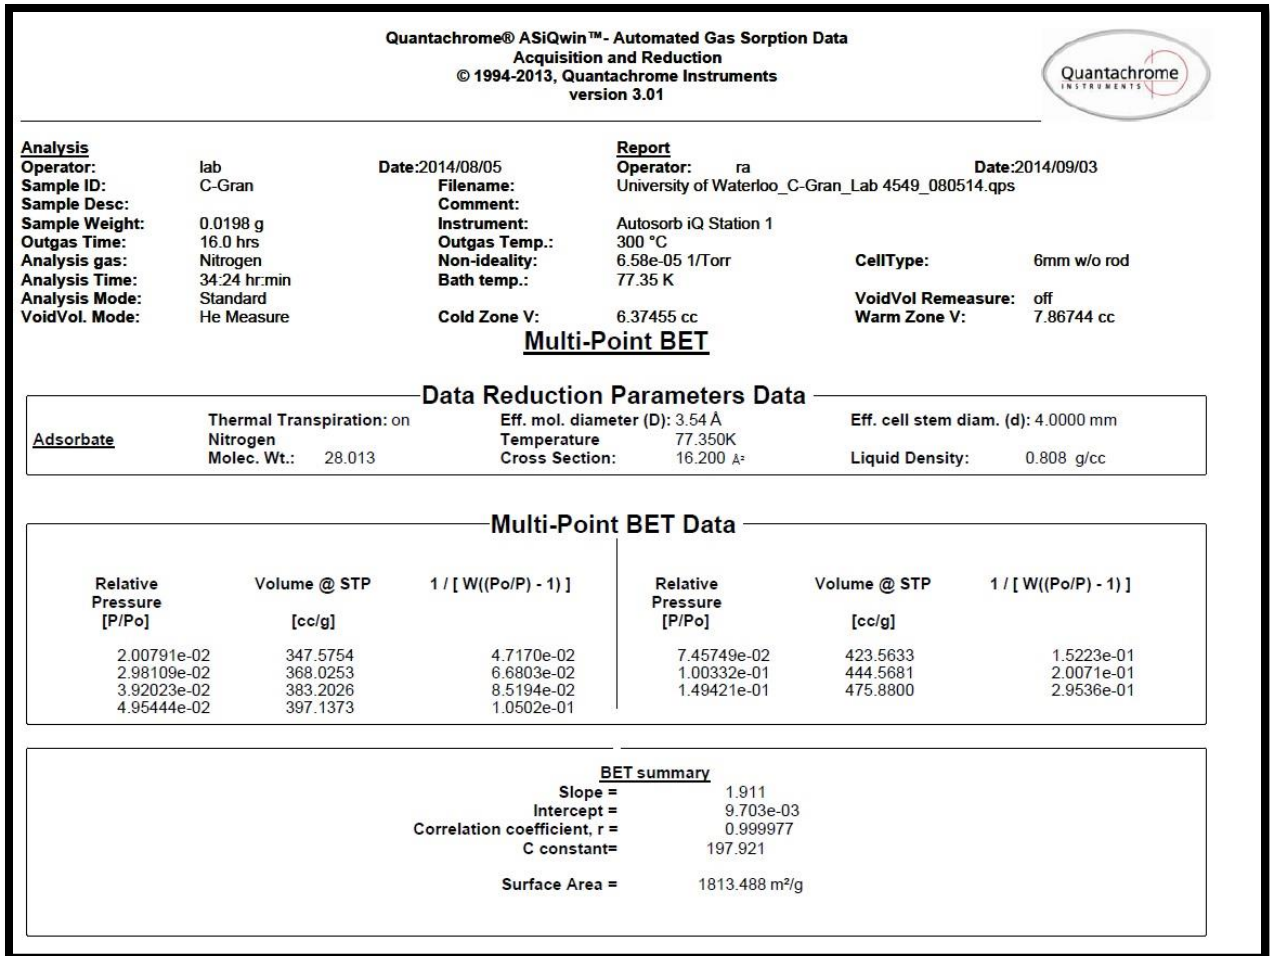 Quantachrome® ASiQwin™- Automated Gas Sorption Data
Acquisition and Reduction
© 1994-2013, Quantachrome Instruments
version 3.01
Quantachrome
INSTRUMENTS
Analysis Report
Operator: lab Date:2014/08/05 Operator: ra Date:2014/09/03
Sample ID: C-Gran Filename: University of Waterloo_C-Gran_Lab 4549_080514.qps
Sample Desc: Comment:
Sample Weight: 0.0198 g Instrument: Autosorb iQ Station 1
Outgas Time: 16.0 hrs Outgas Temp.: 300 °C
Analysis gas: Nitrogen Non-ideality: 6.58e-05 1/Torr CellType: 6mm w/o rod
Analysis Time: 34:24 hr:min Bath temp.: 77.35 K
Analysis Mode: Standard VoidVol Remeasure: off
VoidVol. Mode: He Measure Cold Zone V: 6.37455 cc Warm Zone V: 7.86744 cc
Multi-Point BET
Data Reduction Parameters Data
Thermal Transpiration: on Eff. mol. diameter (D): 3.54 Å Eff. cell stem diam. (d): 4.0000 mm
Adsorbate Nitrogen Temperature 77.350K
Molec. Wt.: 28.013 Cross Section: 16.200 Å² Liquid Density: 0.808 g/cc
Multi-Point BET Data
Relative Volume @ STP 1 / [ W((Po/P) - 1) ] Relative Volume @ STP 1 / [ W((Po/P) - 1) ]
Pressure Pressure
[P/Po] [cc/g] [P/Po] [cc/g]
2.00791e-02 347.5754 4.7170e-02 7.45749e-02 423.5633 1.5223e-01
2.98109e-02 368.0253 6.6803e-02 1.00332e-01 444.5681 2.0071e-01
3.92023e-02 383.2026 8.5194e-02 1.49421e-01 475.8800 2.9536e-01
4.95444e-02 397.1373 1.0502e-01
BET summary
Slope = 1.911
Intercept = 9.703e-03
Correlation coefficient, r = 0.999977
C constant= 197.921
Surface Area = 1813.488 m²/g